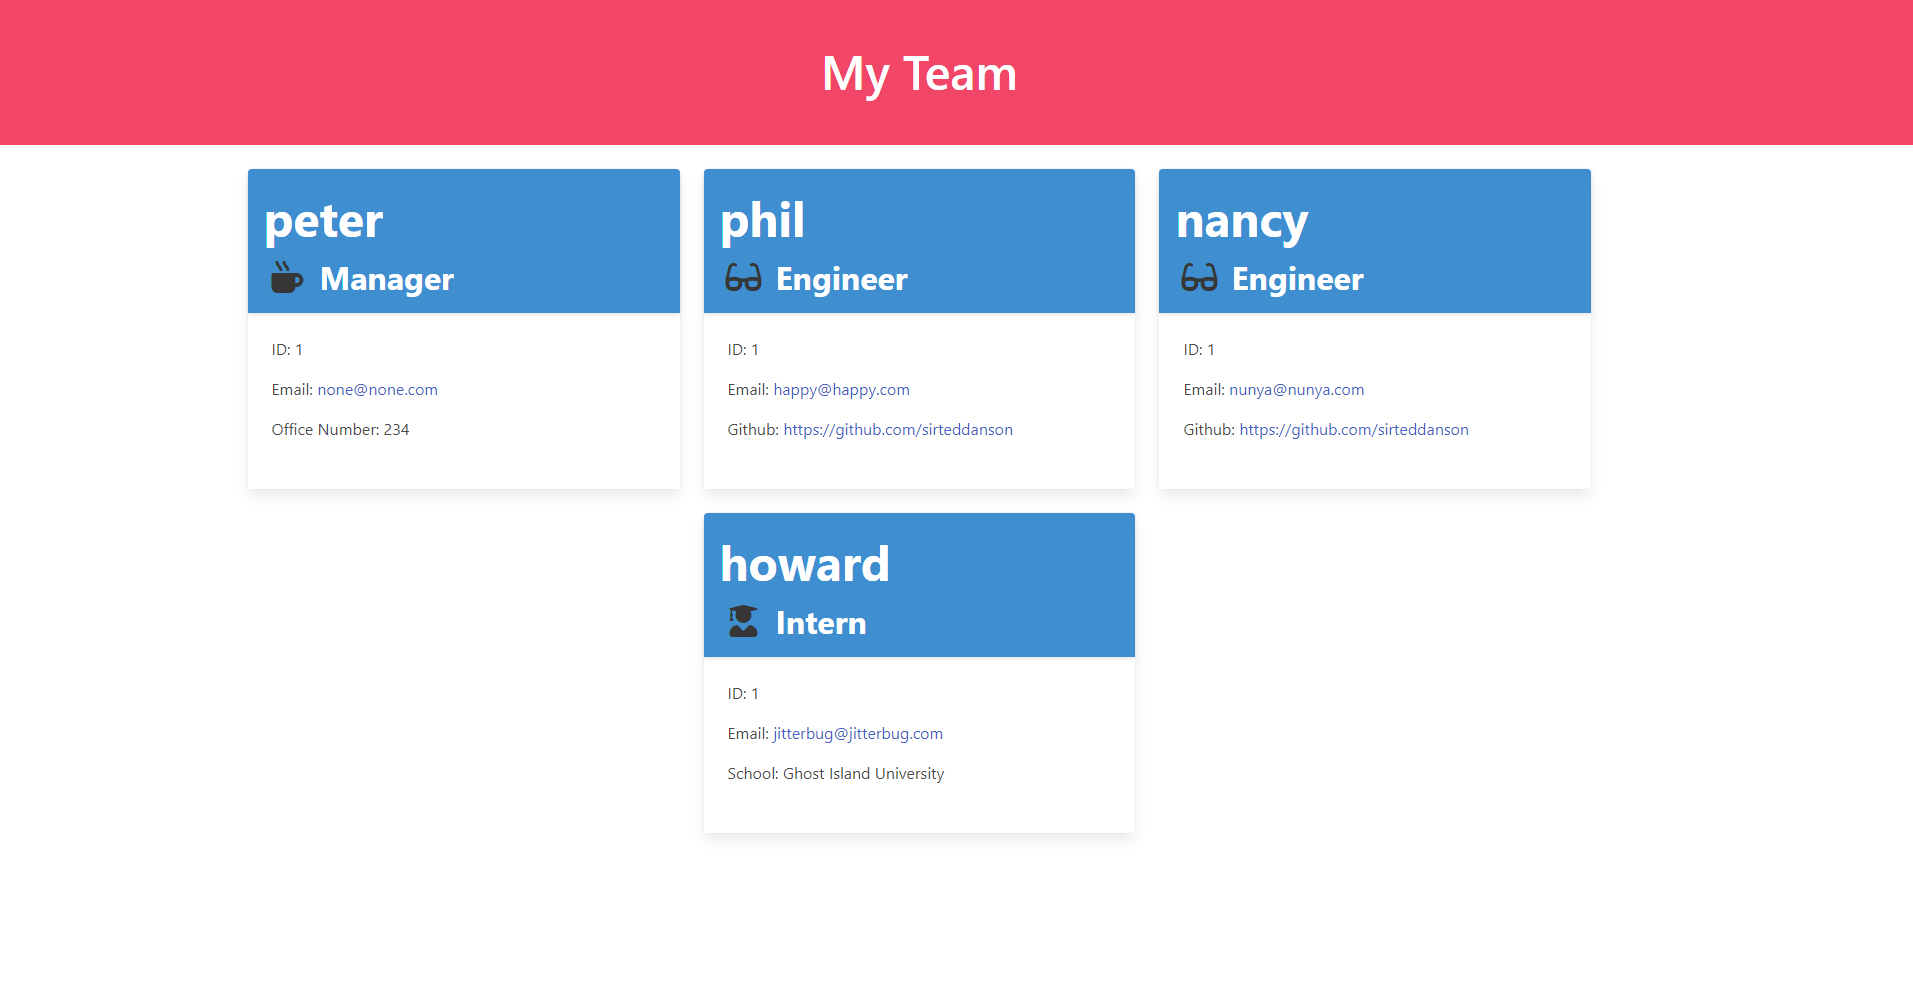 My Team
peter
Manager
ID: 1
Email: none@none.com
Office Number: 234
phil
Engineer
ID: 1
Email: happy@happy.com
Github: https://github.com/sirteddanson
nancy
Engineer
ID: 1
Email: nunya@nunya.com
Github: https://github.com/sirteddanson
howard
Intern
ID: 1
Email: jitterbug@jitterbug.com
School: Ghost Island University